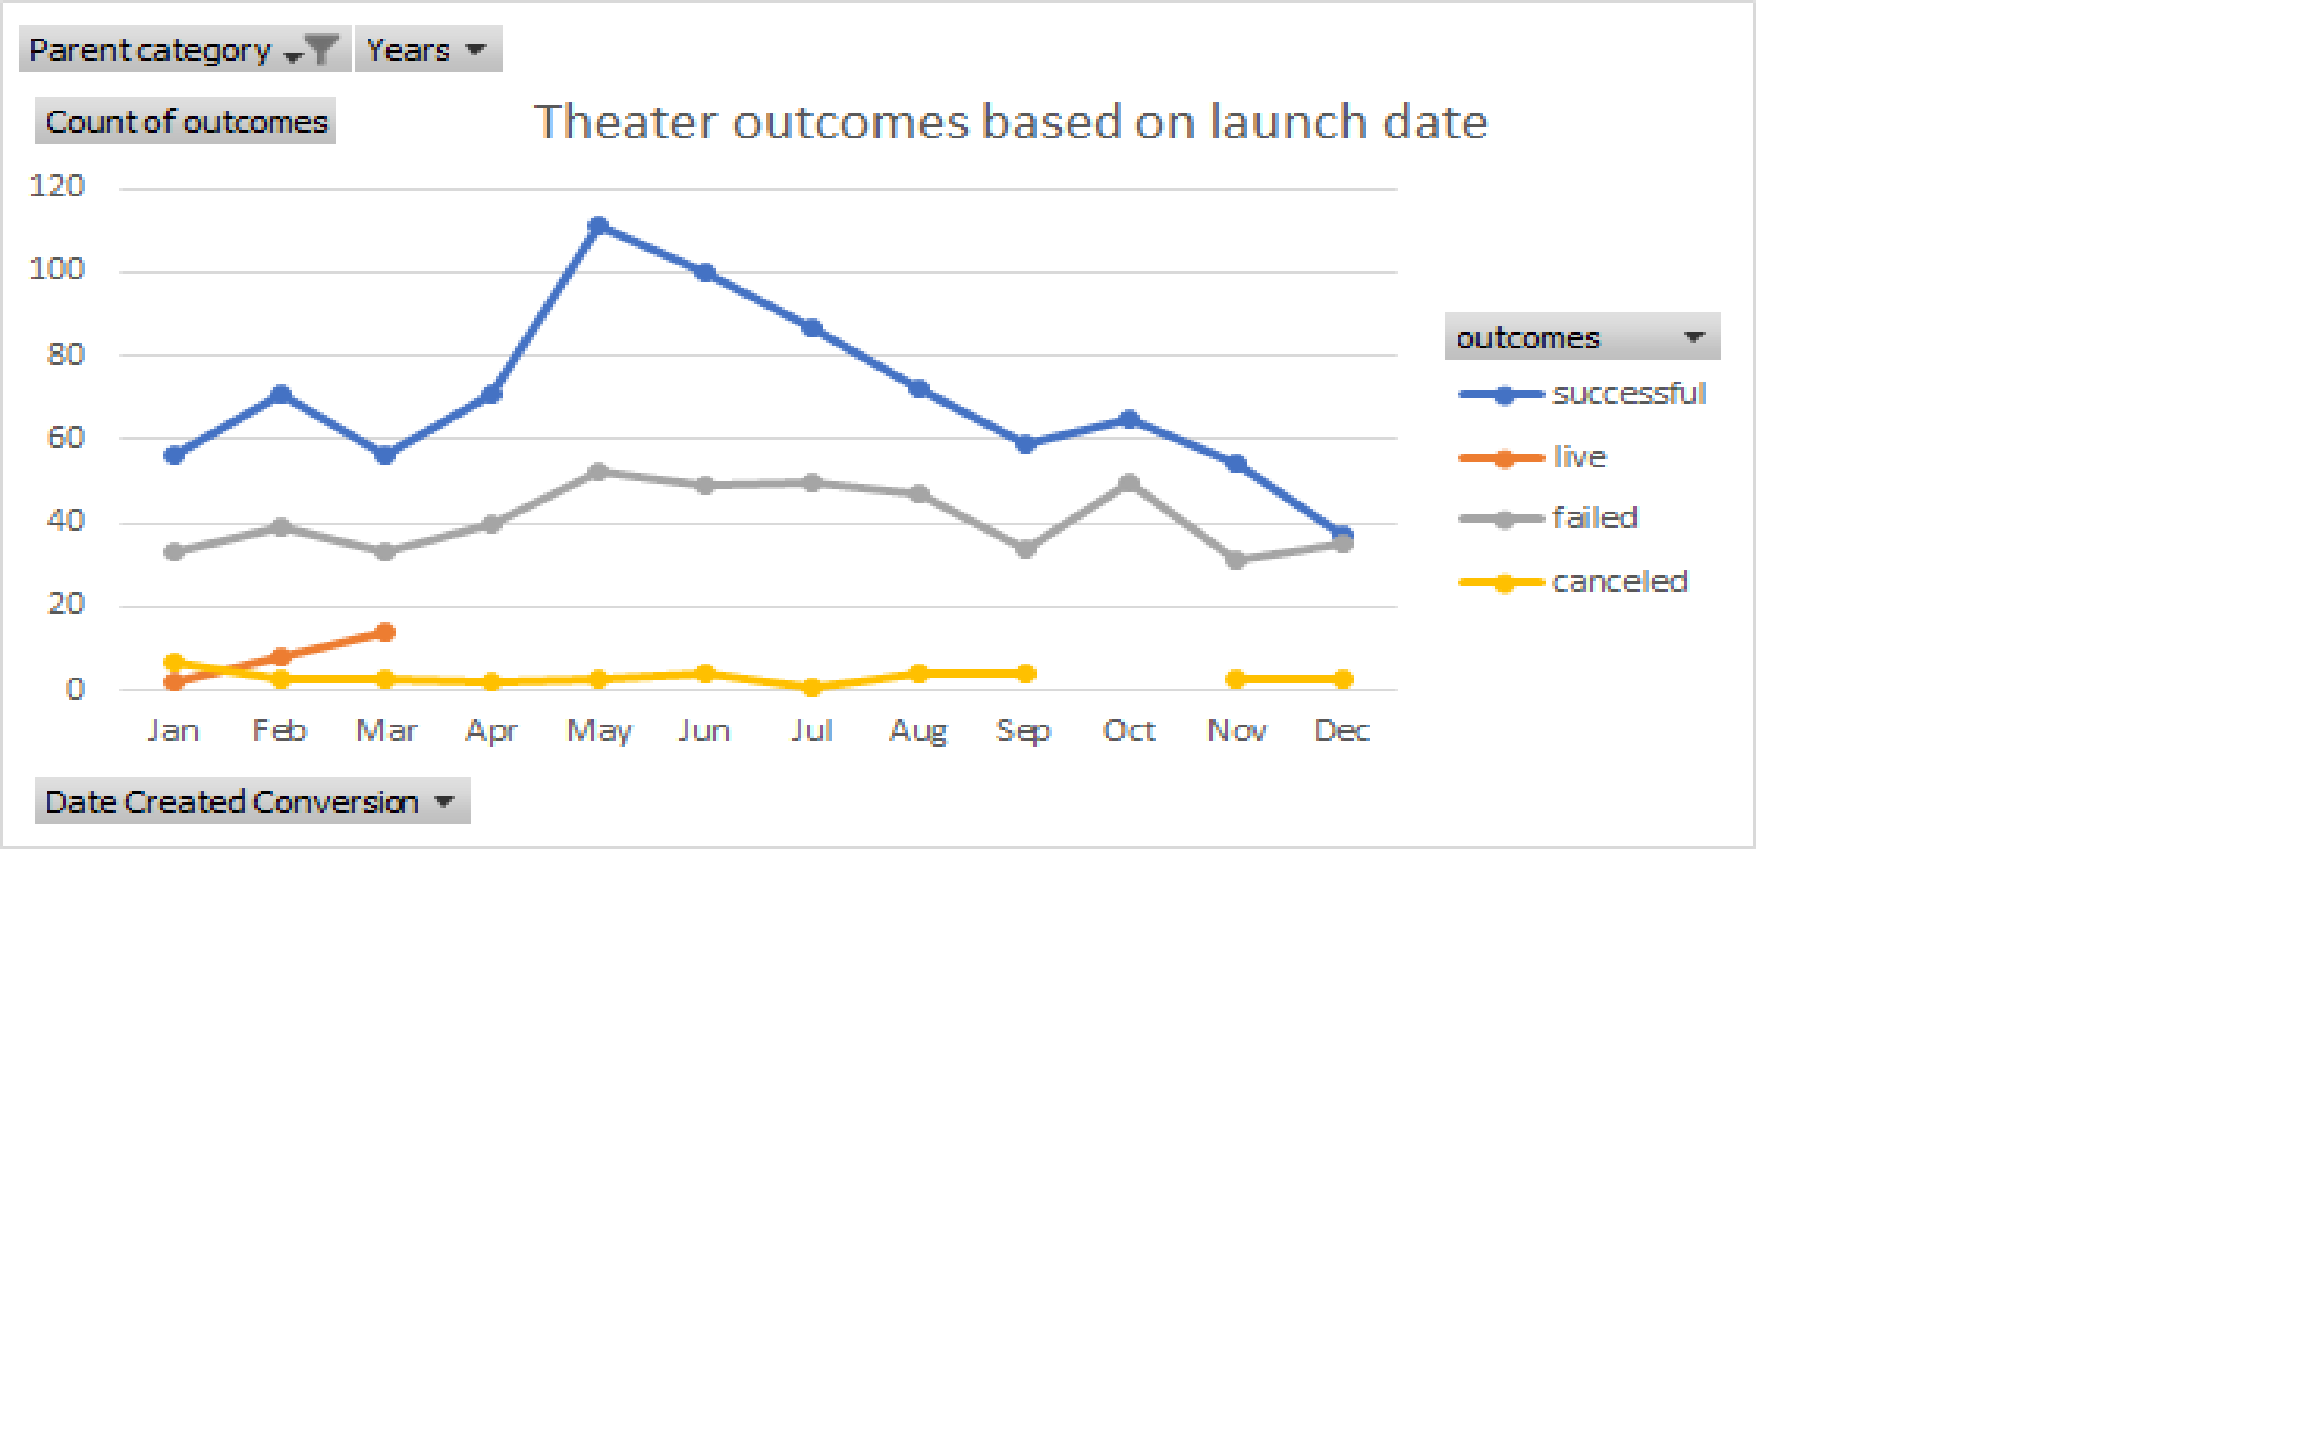 Parent category Years
Count of outcomes
Theater outcomes based on launch date
120
100
80
60
40
20
0
Jan Feb Mar Apr May Jun Jul Aug Sep Oct Nov Dec
outcomes
successful
live
failed
canceled
Date Created Conversion